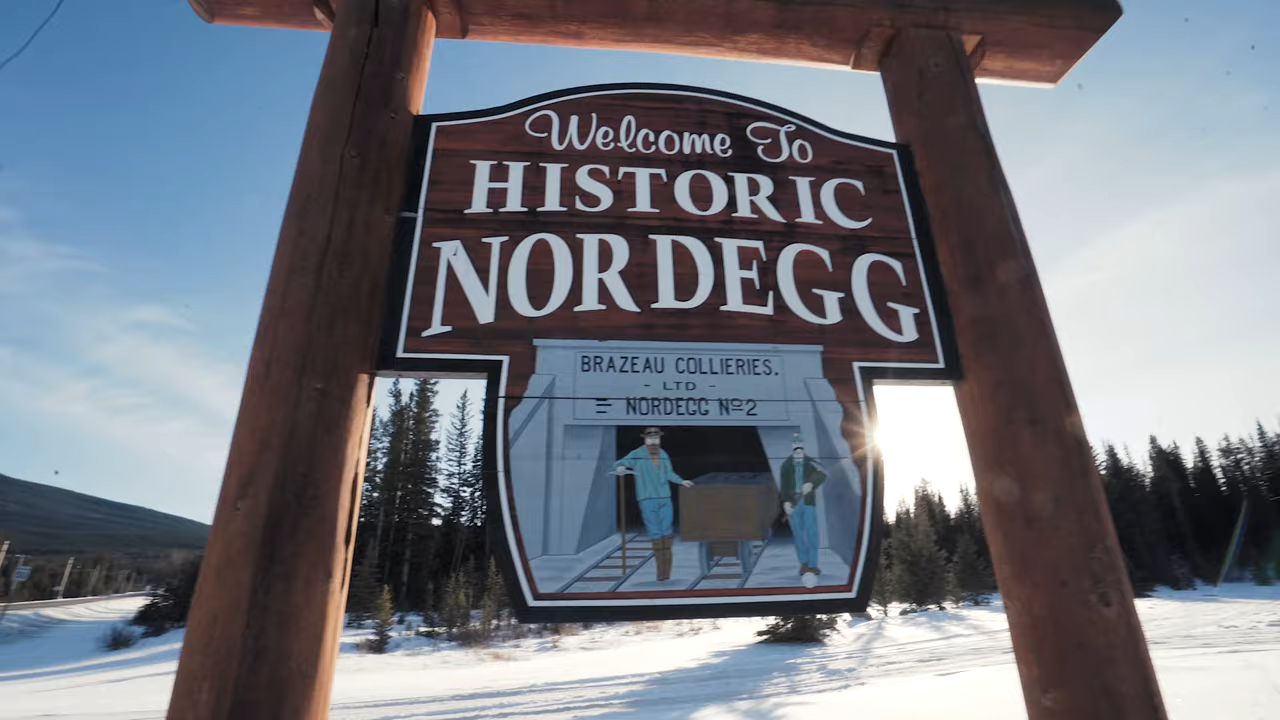 Welcome To
HISTORIC
NORDEGG
BRAZEAU COLLIERIES.
- LTD -
NORDEGG Nº2